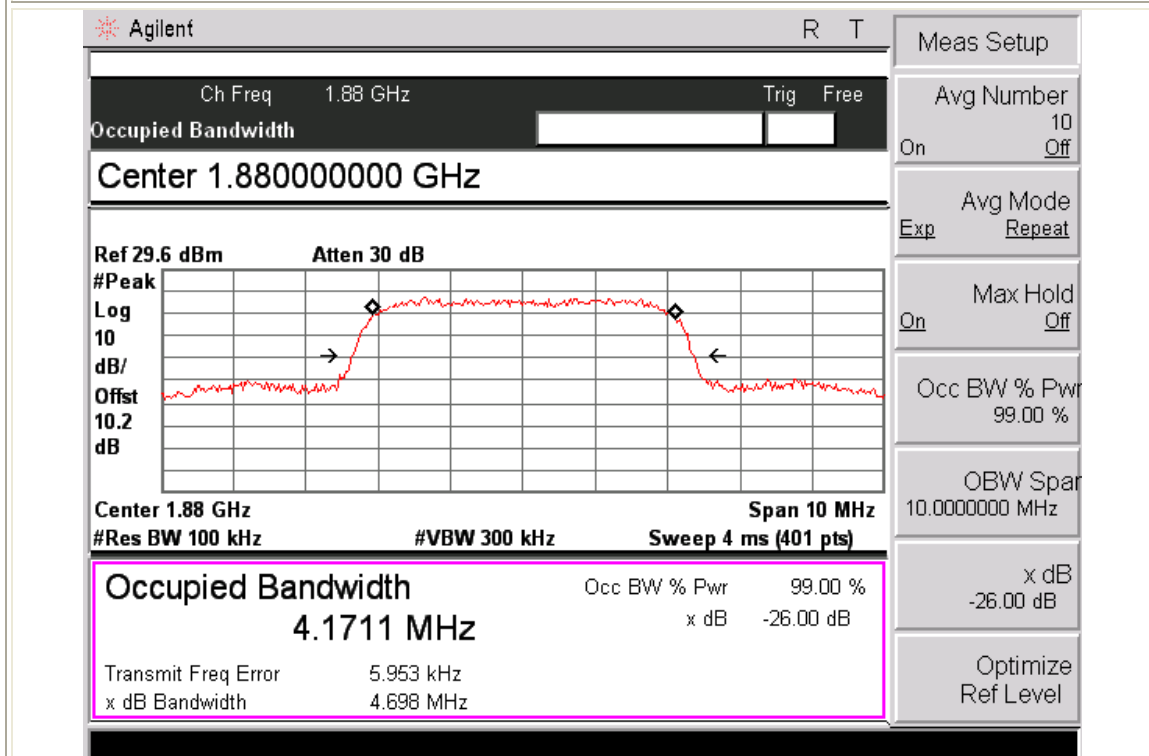 Agilent R T
Ch Freq 1.88 GHz Trig Free
Occupied Bandwidth
Center 1.880000000 GHz
Ref 29.6 dBm Atten 30 dB
#Peak
Log
10
dB/
Offst
10.2
dB
Center 1.88 GHz Span 10 MHz
#Res BW 100 kHz #VBW 300 kHz Sweep 4 ms (401 pts)
Occupied Bandwidth Occ BW % Pwr 99.00 %
4.1711 MHz x dB -26.00 dB
Transmit Freq Error 5.953 kHz
x dB Bandwidth 4.698 MHz
Meas Setup
Avg Number
10
On Off
Avg Mode
Exp Repeat
Max Hold
On Off
Occ BW % Pwr
99.00 %
OBW Span
10.0000000 MHz
x dB
-26.00 dB
Optimize
Ref Level